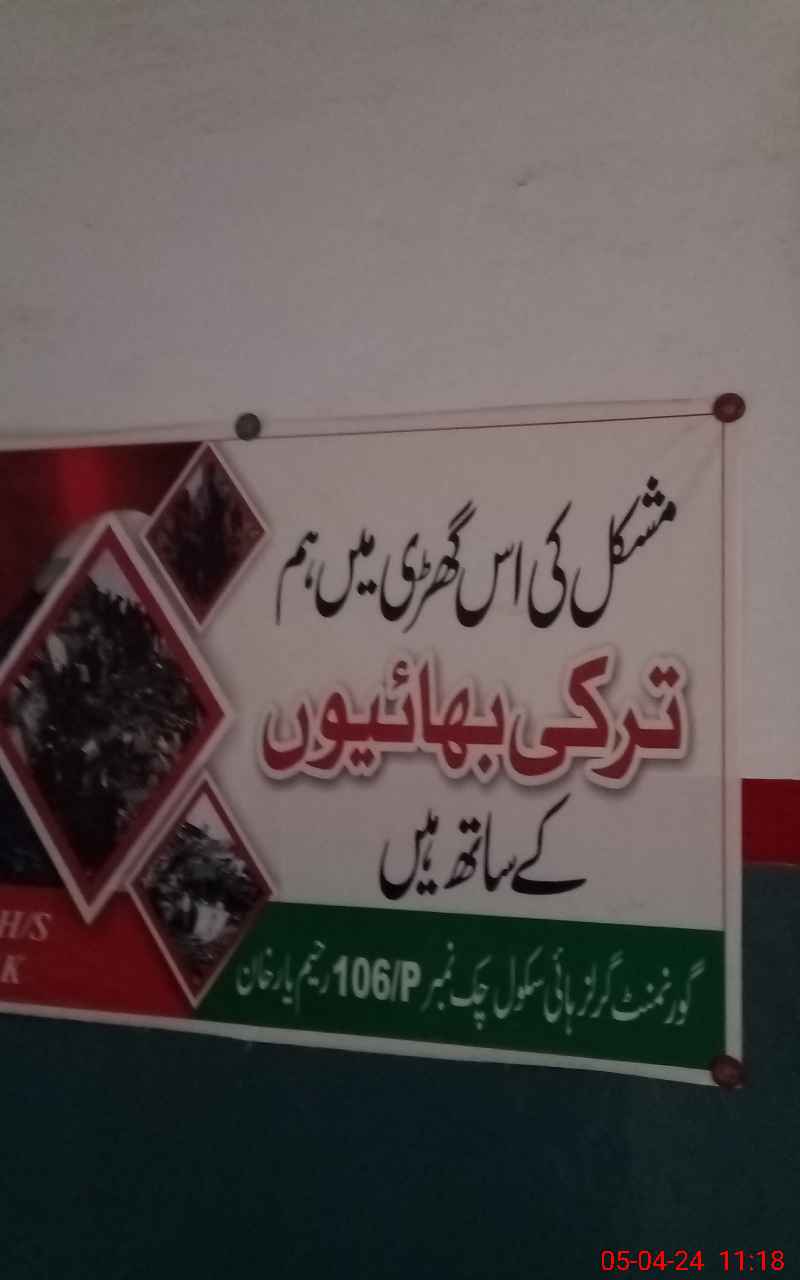 مشکل کی اس گھڑی میں ہم
ترکی بھائیوں
کے ساتھ ہیں
گورنمنٹ گرلز ہائی سکول چک نمبر 106/P رحیم یار خان
H/S
K
05-04-24 11:18